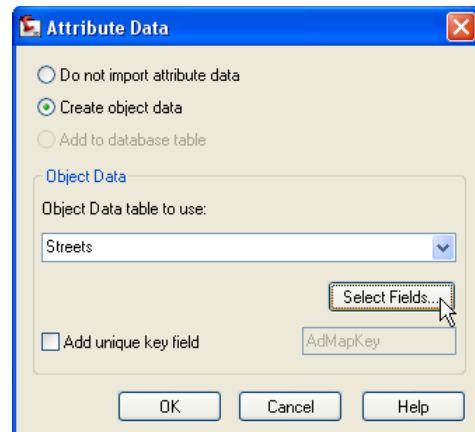 Attribute Data
Do not import attribute data
Create object data
Add to database table
Object Data
Object Data table to use:
Streets
Select Fields...
Add unique key field AdMapKey
OK Cancel Help